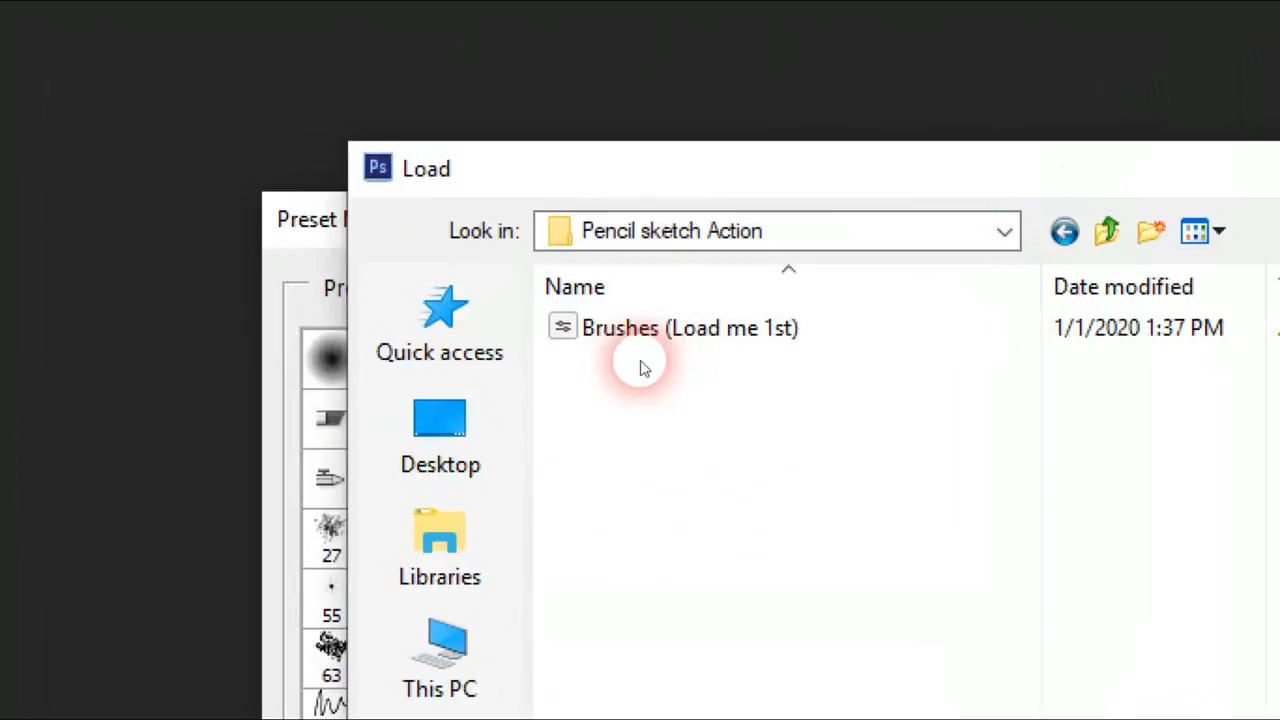 Ps Load
Preset
Look in: Pencil sketch Action
Name Date modified
Brushes (Load me 1st) 1/1/2020 1:37 PM
Quick access
Desktop
Libraries
This PC
27
55
63